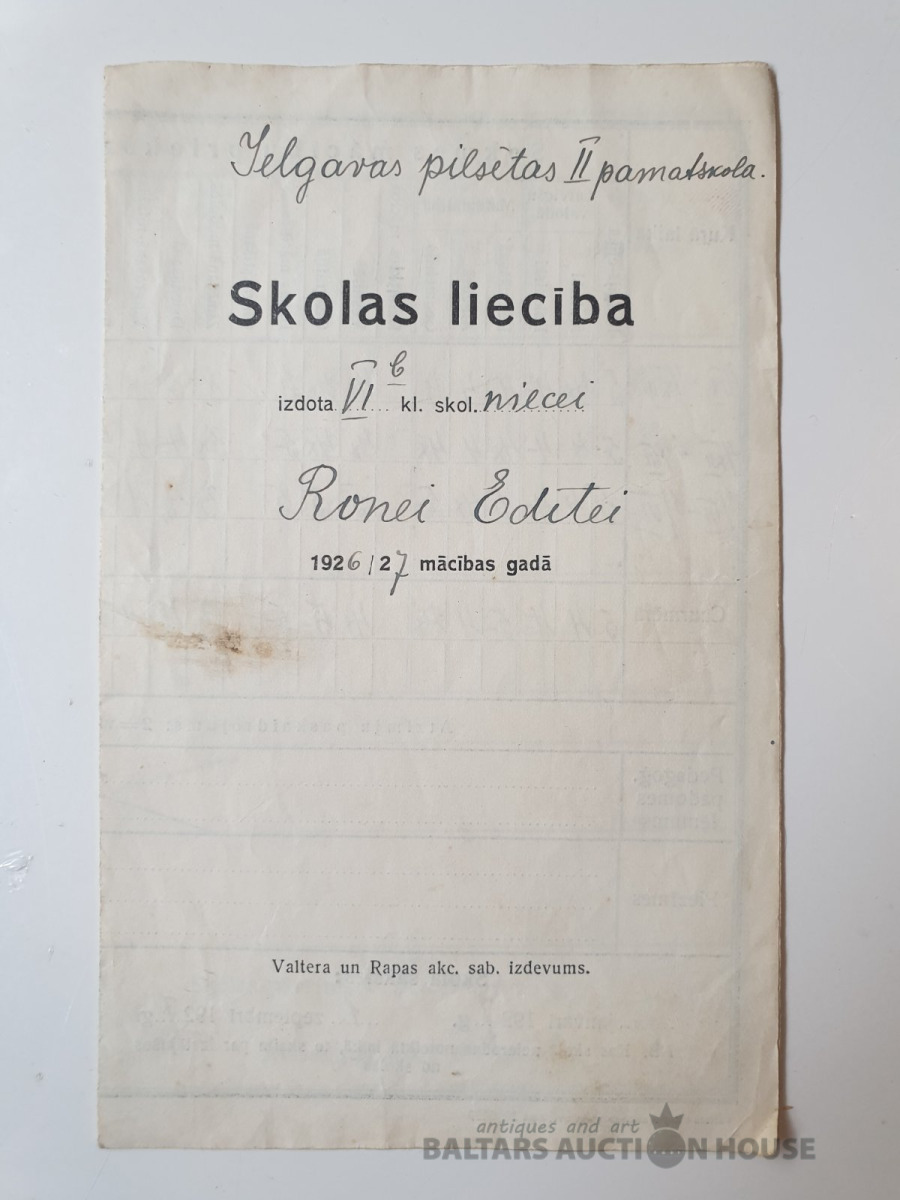 Jelgavas pilsētas II pamatskola.
Skolas liecība
izdota VI b kl. skol. niecei
Ronei Editei
1926/27 mācības gadā
Valtera un Rapas akc. sab. izdevums.
antiques and art
BALTARS AUCTION HOUSE